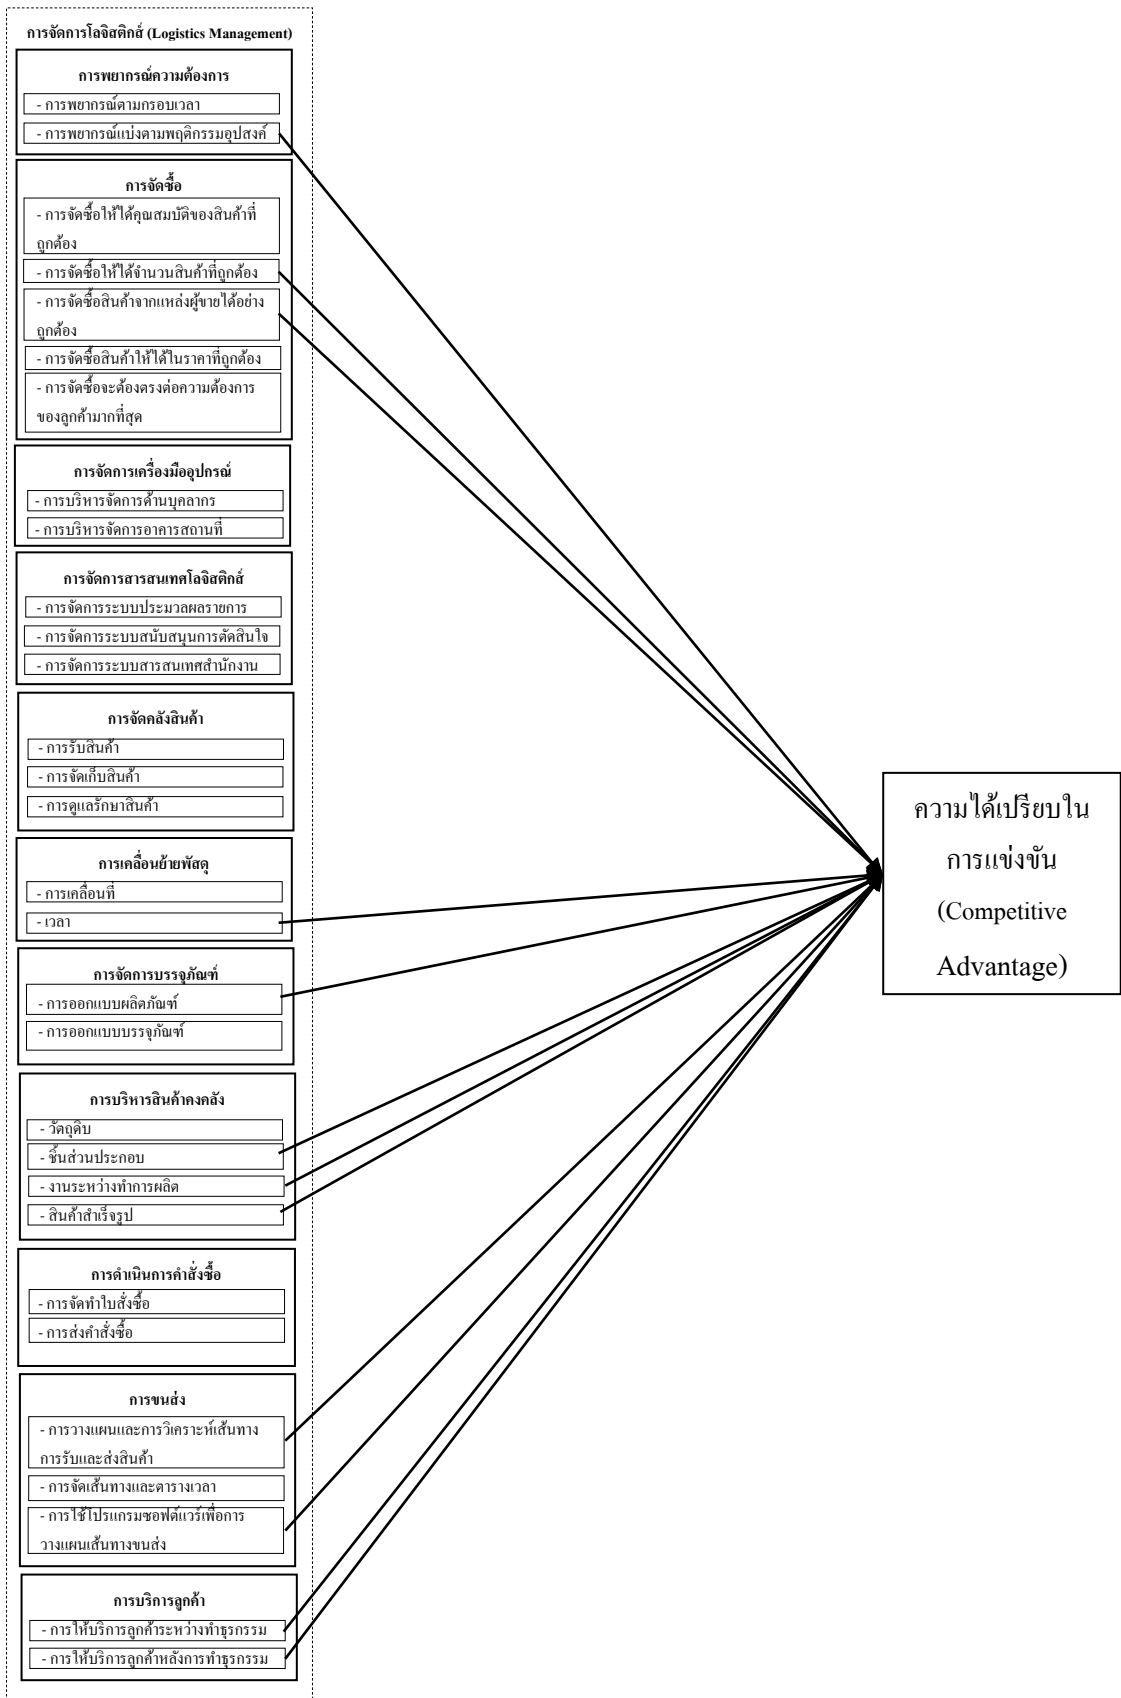 การจัดการโลจิสติกส์ (Logistics Management)
การพยากรณ์ความต้องการ
- การพยากรณ์ตามกรอบเวลา
- การพยากรณ์แบ่งตามพฤติกรรมอุปสงค์
การจัดซื้อ
- การจัดซื้อให้ได้คุณสมบัติของสินค้าที่
ถูกต้อง
- การจัดซื้อให้ได้จำนวนสินค้าที่ถูกต้อง
- การจัดซื้อสินค้าจากแหล่งผู้ขายได้อย่าง
ถูกต้อง
- การจัดซื้อสินค้าให้ได้ในราคาที่ถูกต้อง
- การจัดซื้อจะต้องตรงต่อความต้องการ
ของลูกค้ามากที่สุด
การจัดการเครื่องมืออุปกรณ์
- การบริหารจัดการด้านบุคลากร
- การบริหารจัดการอาคารสถานที่
การจัดการสารสนเทศโลจิสติกส์
- การจัดการระบบประมวลผลรายการ
- การจัดการระบบสนับสนุนการตัดสินใจ
- การจัดการระบบสารสนเทศสำนักงาน
การจัดคลังสินค้า
- การรับสินค้า
- การจัดเก็บสินค้า
- การดูแลรักษาสินค้า
การเคลื่อนย้ายพัสดุ
- การเคลื่อนที่
- เวลา
การจัดการบรรจุภัณฑ์
- การออกแบบผลิตภัณฑ์
- การออกแบบบรรจุภัณฑ์
การบริหารสินค้าคงคลัง
- วัตถุดิบ
- ชิ้นส่วนประกอบ
- งานระหว่างทำการผลิต
- สินค้าสำเร็จรูป
การดำเนินการคำสั่งซื้อ
- การจัดทำใบสั่งซื้อ
- การส่งคำสั่งซื้อ
การขนส่ง
- การวางแผนและการวิเคราะห์เส้นทาง
การรับและส่งสินค้า
- การจัดเส้นทางและตารางเวลา
- การใช้โปรแกรมซอฟต์แวร์เพื่อการ
วางแผนเส้นทางขนส่ง
การบริการลูกค้า
- การให้บริการลูกค้าระหว่างทำธุรกรรม
- การให้บริการลูกค้าหลังการทำธุรกรรม
ความได้เปรียบใน
การแข่งขัน
(Competitive
Advantage)